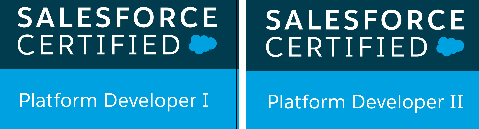 SALESFORCE
CERTIFIED
Platform Developer I
SALESFORCE
CERTIFIED
Platform Developer II